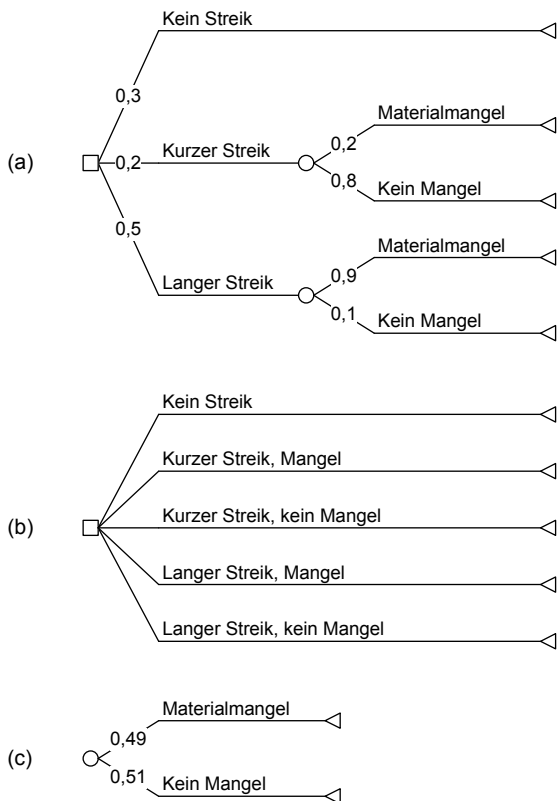 Kein Streik
0,3
Materialmangel
0,2
(a)
0,2
Kurzer Streik
0,8
Kein Mangel
0,5
Materialmangel
0,9
Langer Streik
0,1
Kein Mangel
Kein Streik
Kurzer Streik, Mangel
(b)
Kurzer Streik, kein Mangel
Langer Streik, Mangel
Langer Streik, kein Mangel
Materialmangel
0,49
(c)
0,51
Kein Mangel